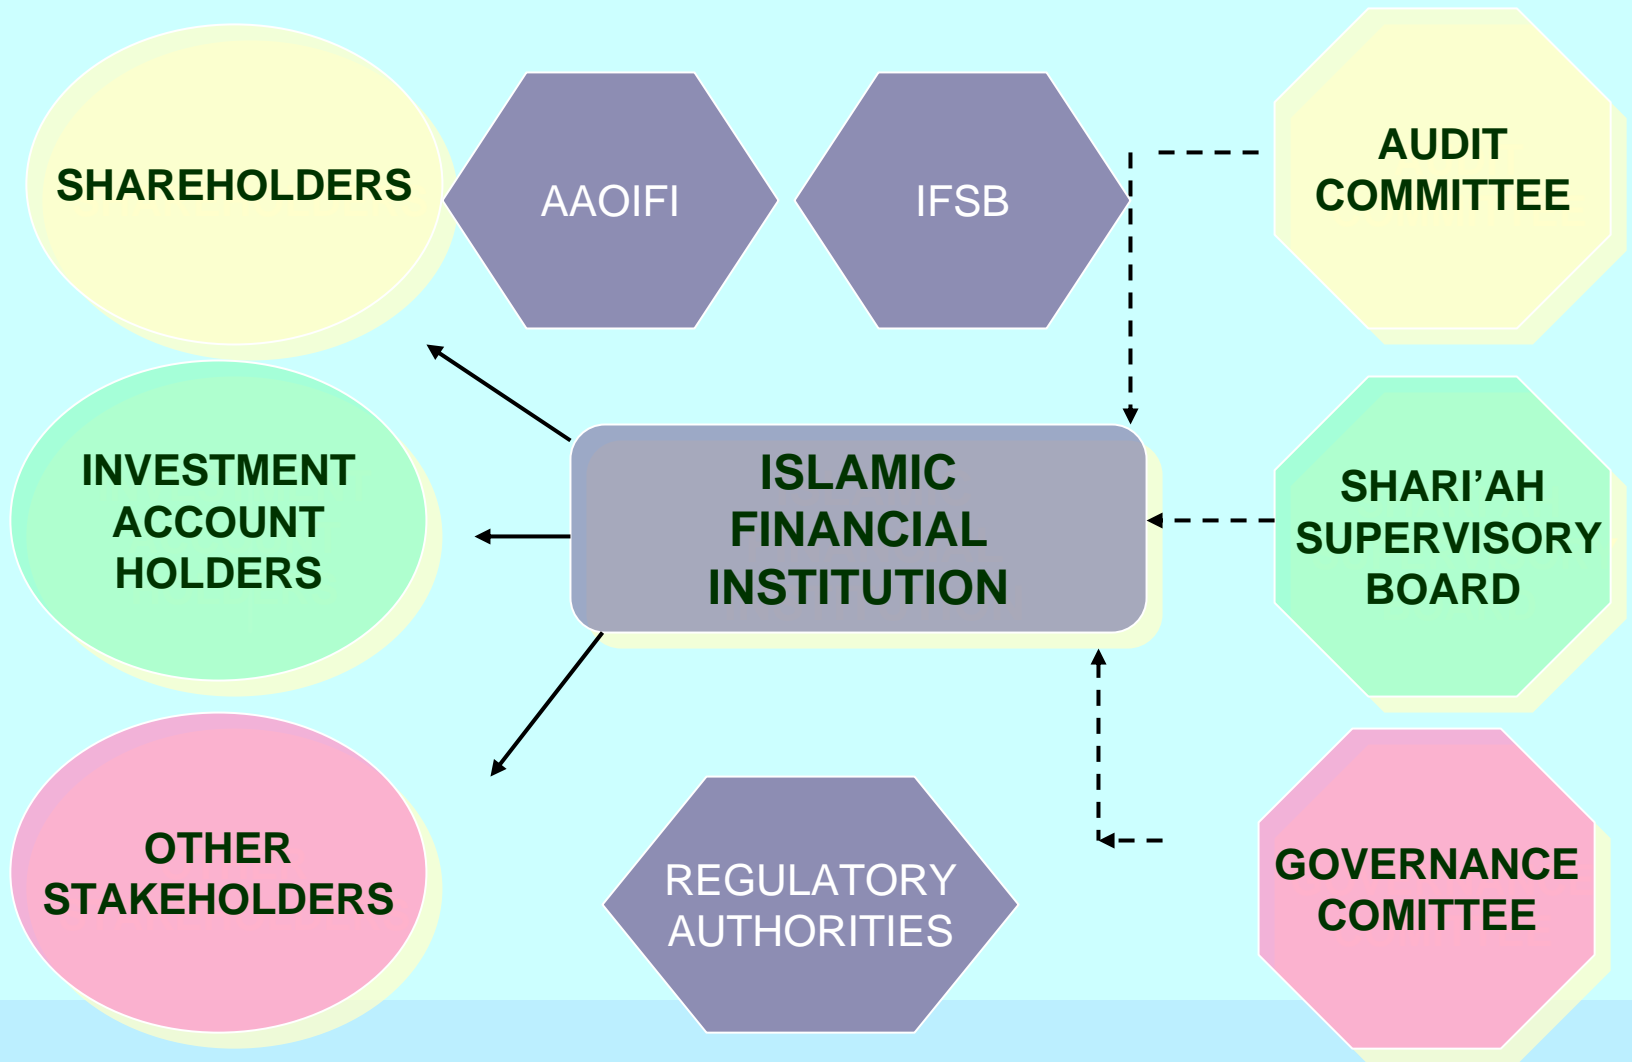 SHAREHOLDERS
AAOIFI
IFSB
AUDIT
COMMITTEE
INVESTMENT
ACCOUNT
HOLDERS
ISLAMIC
FINANCIAL
INSTITUTION
SHARI’AH
SUPERVISORY
BOARD
OTHER
STAKEHOLDERS
REGULATORY
AUTHORITIES
GOVERNANCE
COMITTEE